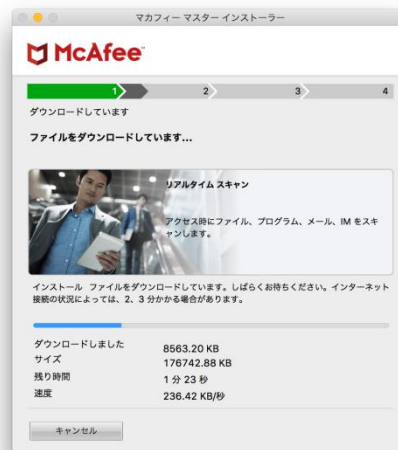 マカフィー マスター インストーラー
McAfee™
1 2 3 4
ダウンロードしています
ファイルをダウンロードしています...
リアルタイム スキャン
アクセス時にファイル、プログラム、メール、IM をスキ
ャンします。
インストール ファイルをダウンロードしています。しばらくお待ちください。インターネット
接続の状況によっては、2、3 分かかる場合があります。
ダウンロードしました 8563.20 KB
サイズ 176742.88 KB
残り時間 1 分 23 秒
速度 236.42 KB/秒
キャンセル